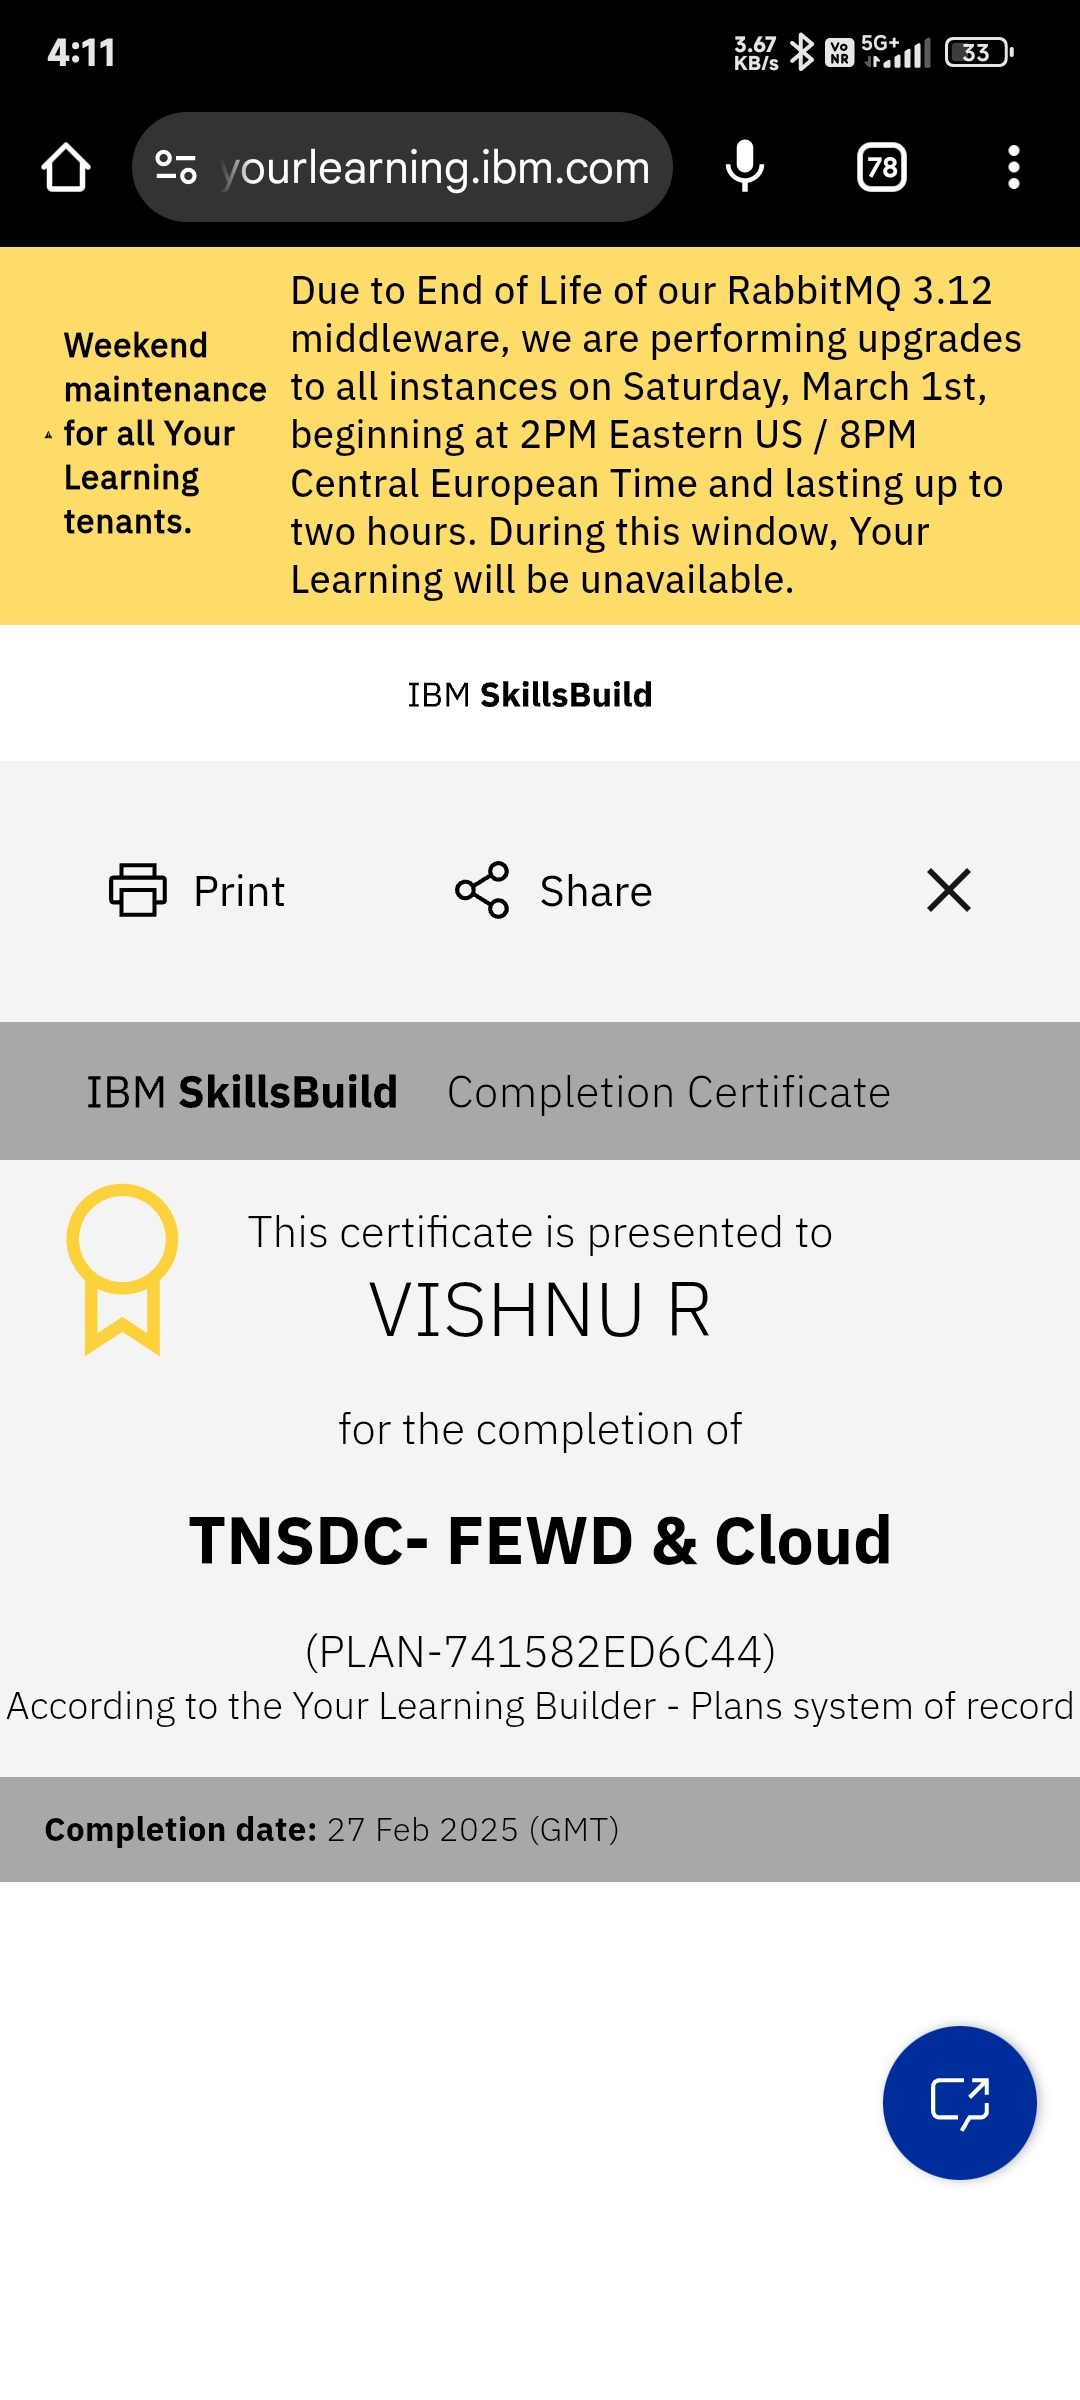 4:11
3.67
KB/s
Vo
NR
5G+
33
yourlearning.ibm.com
78
Weekend
maintenance
for all Your
Learning
tenants.
Due to End of Life of our RabbitMQ 3.12
middleware, we are performing upgrades
to all instances on Saturday, March 1st,
beginning at 2PM Eastern US / 8PM
Central European Time and lasting up to
two hours. During this window, Your
Learning will be unavailable.
IBM SkillsBuild
Print
Share
IBM SkillsBuild Completion Certificate
This certificate is presented to
VISHNU R
for the completion of
TNSDC- FEWD & Cloud
(PLAN-741582ED6C44)
According to the Your Learning Builder - Plans system of record
Completion date: 27 Feb 2025 (GMT)